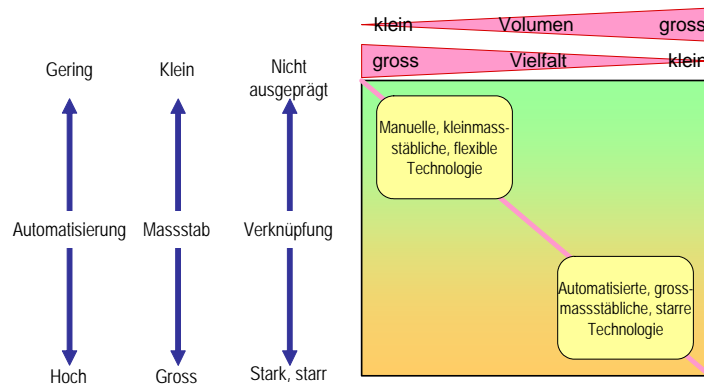 klein Volumen gross
gross Vielfalt klein
Gering Klein Nicht
ausgeprägt
Manuelle, kleinmass-
stäbliche, flexible
Technologie
Automatisierung Massstab Verknüpfung
Automatisierte, gross-
massstäbliche, starre
Technologie
Hoch Gross Stark, starr